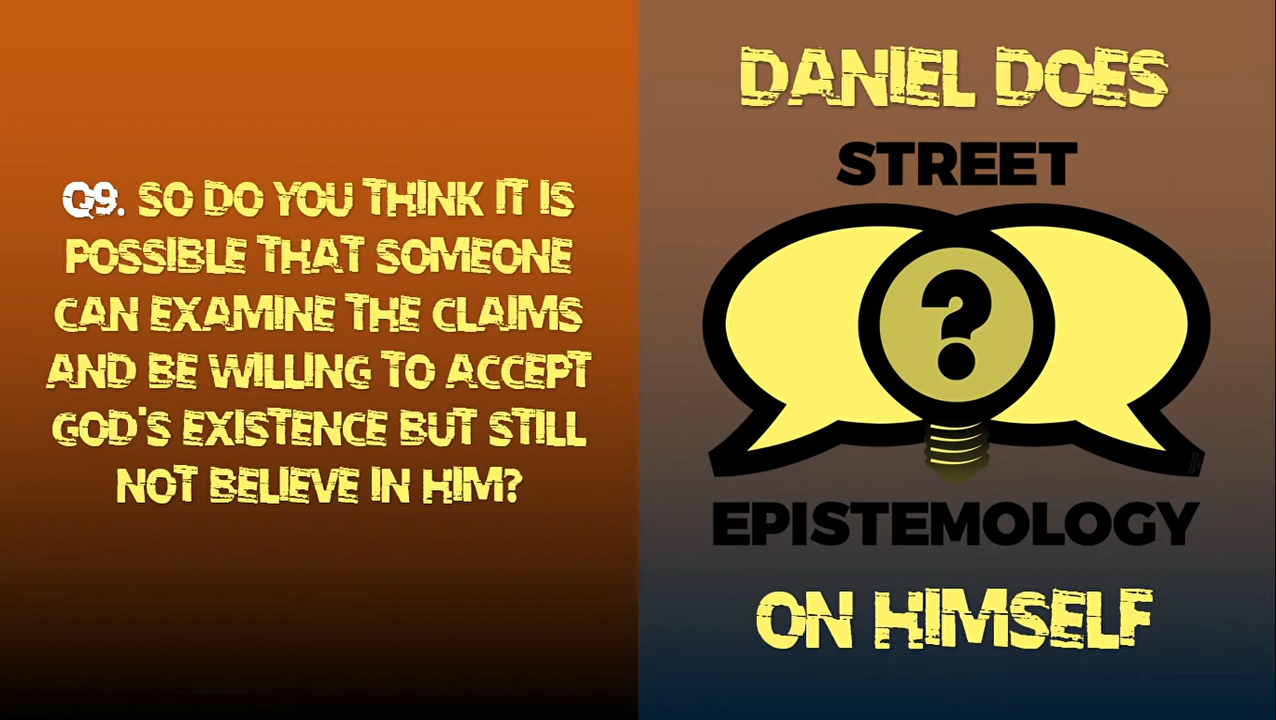 Q9. SO DO YOU THINK IT IS
POSSIBLE THAT SOMEONE
CAN EXAMINE THE CLAIMS
AND BE WILLING TO ACCEPT
GOD'S EXISTENCE BUT STILL
NOT BELIEVE IN HIM?
DANIEL DOES
STREET
?
EPISTEMOLOGY
ON HIMSELF